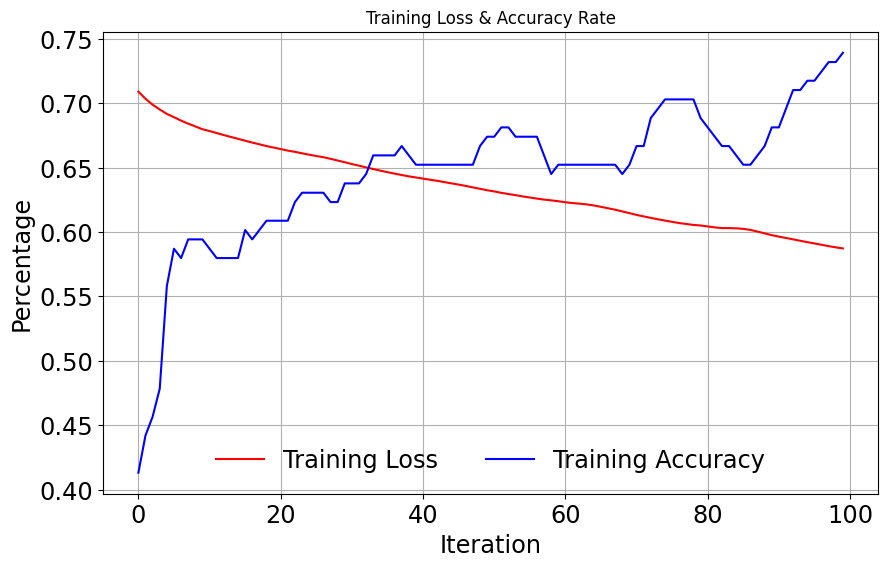 Training Loss & Accuracy Rate
0.75
0.70
0.65
0.60
0.55
0.50
0.45
0.40
Percentage
Training Loss
Training Accuracy
0 20 40 60 80 100
Iteration